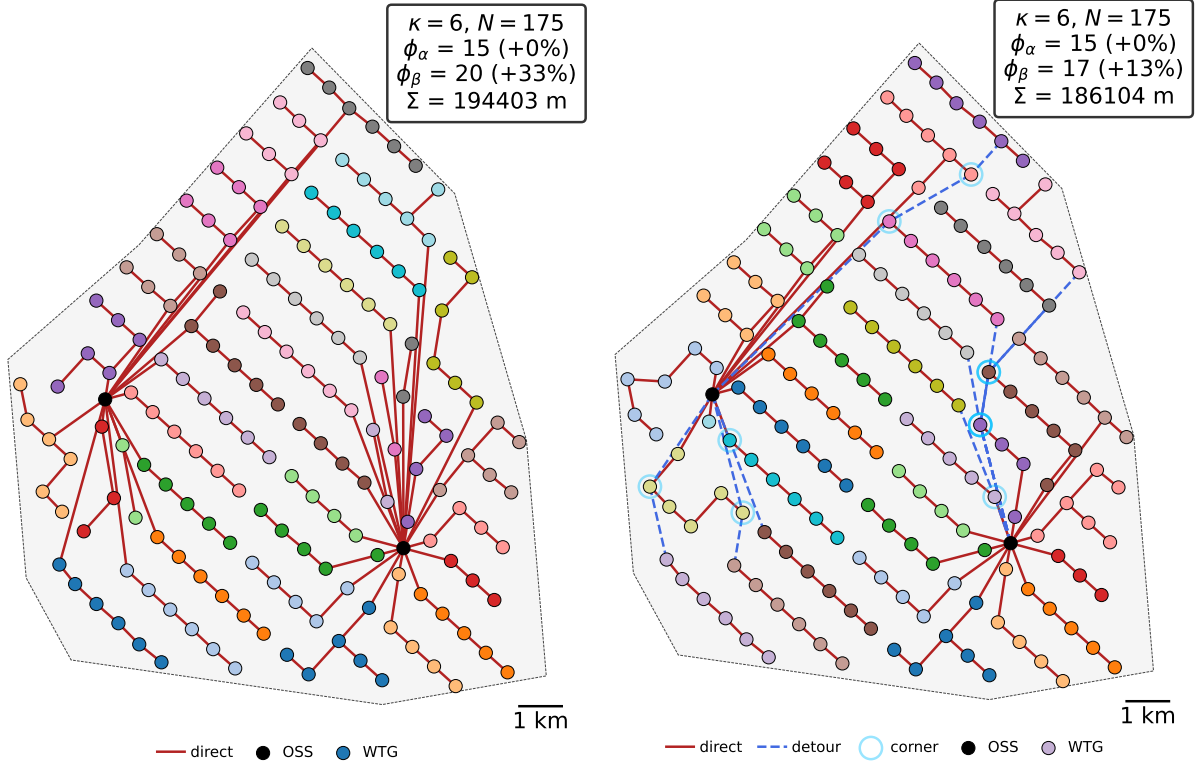 κ = 6, N = 175
ϕα = 15 (+0%)
ϕβ = 20 (+33%)
Σ = 194403 m
1 km
direct OSS WTG
κ = 6, N = 175
ϕα = 15 (+0%)
ϕβ = 17 (+13%)
Σ = 186104 m
1 km
direct detour corner OSS WTG